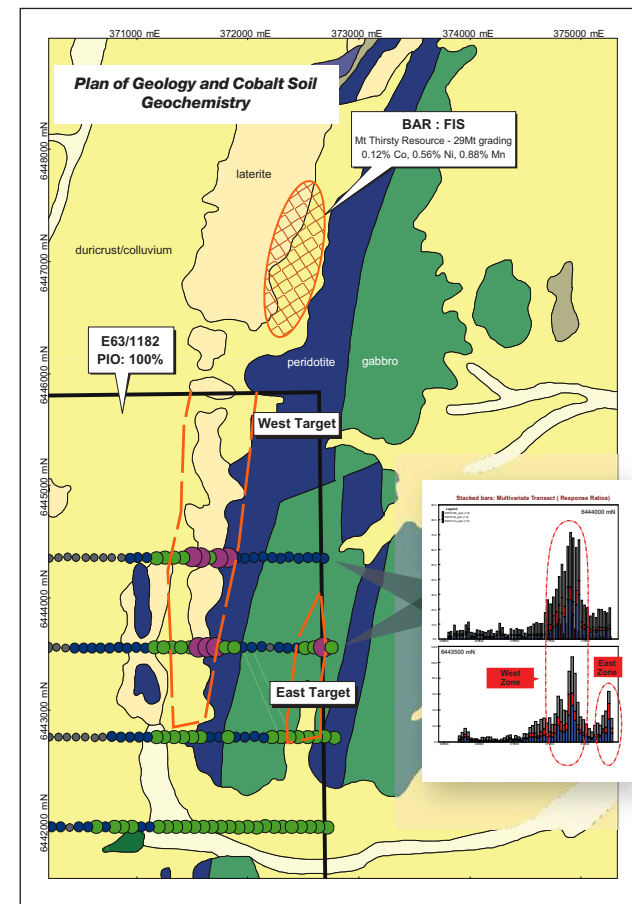 371000 mE
372000 mE
373000 mE
374000 mE
375000 mE
Plan of Geology and Cobalt Soil
Geochemistry
BAR : FIS
Mt Thirsty Resource - 29Mt grading
0.12% Co, 0.56% Ni, 0.88% Mn
6448000 mN
laterite
duricrust/colluvium
6447000 mN
E63/1182
PIO: 100%
peridotite
gabbro
6446000 mN
West Target
6445000 mN
Stacked bars: Multivariate Transect ( Response Ratios)
Legend
6444000 mN
6444000 mN
6443500 mN
West
Zone
East
Zone
East Target
6443000 mN
6442000 mN